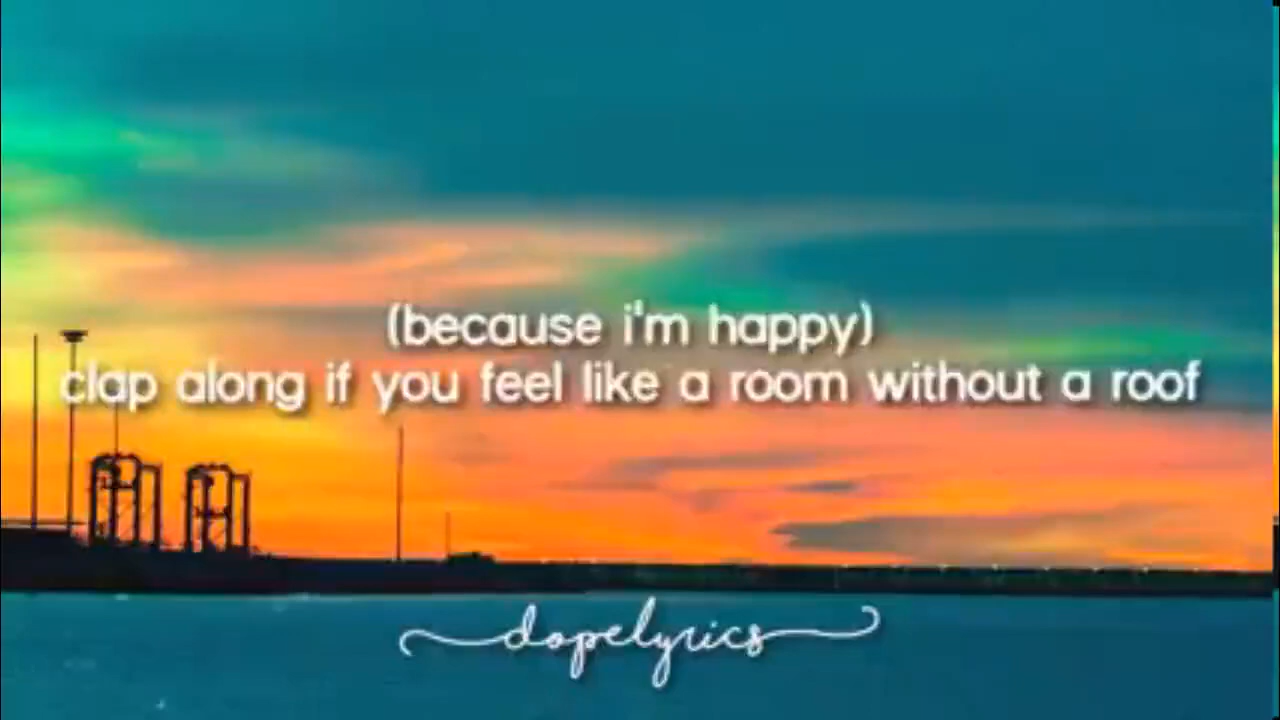 (because i'm happy)
clap along if you feel like a room without a roof
dopelyrics